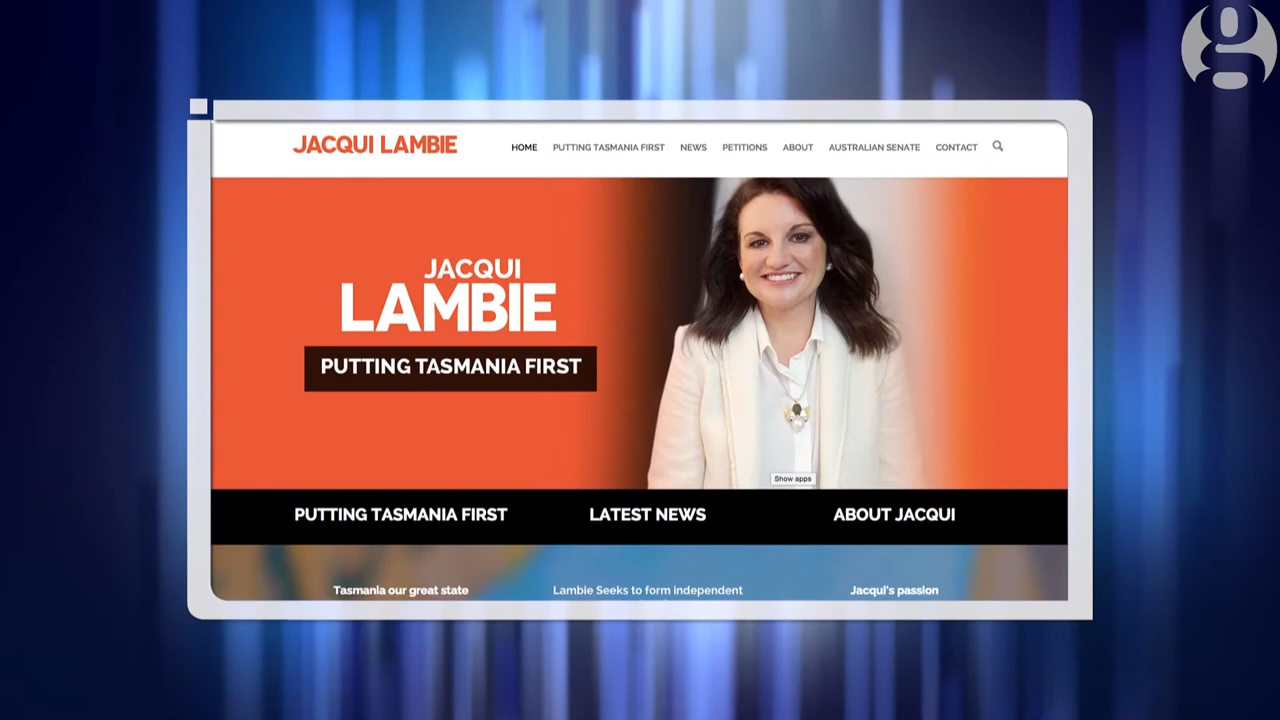 g
JACQUI LAMBIE
HOME PUTTING TASMANIA FIRST NEWS PETITIONS ABOUT AUSTRALIAN SENATE CONTACT
JACQUI
LAMBIE
PUTTING TASMANIA FIRST
Show apps
PUTTING TASMANIA FIRST LATEST NEWS ABOUT JACQUI
Tasmania our great state Lambie Seeks to form independent Jacqui's passion